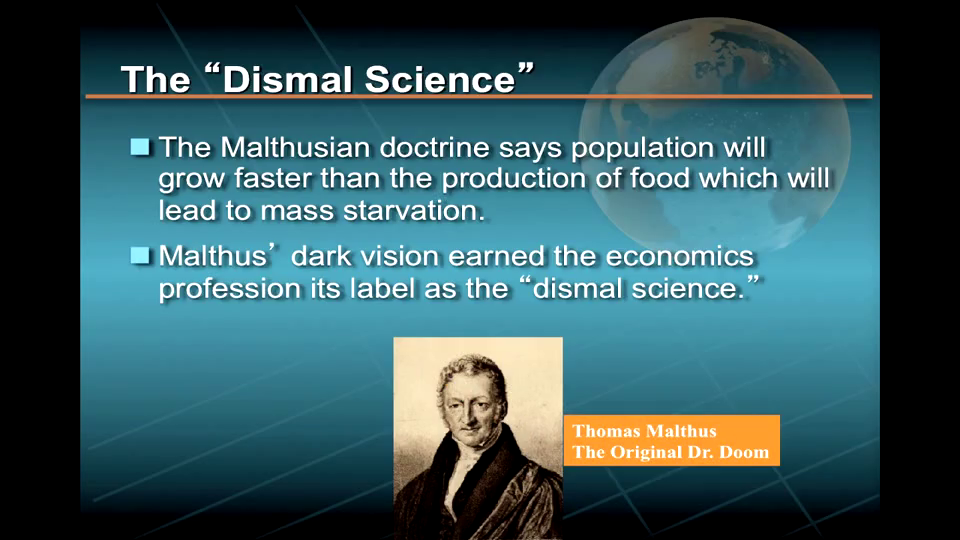 The “Dismal Science”
The Malthusian doctrine says population will
grow faster than the production of food which will
lead to mass starvation.
Malthus’ dark vision earned the economics
profession its label as the “dismal science.”
Thomas Malthus
The Original Dr. Doom